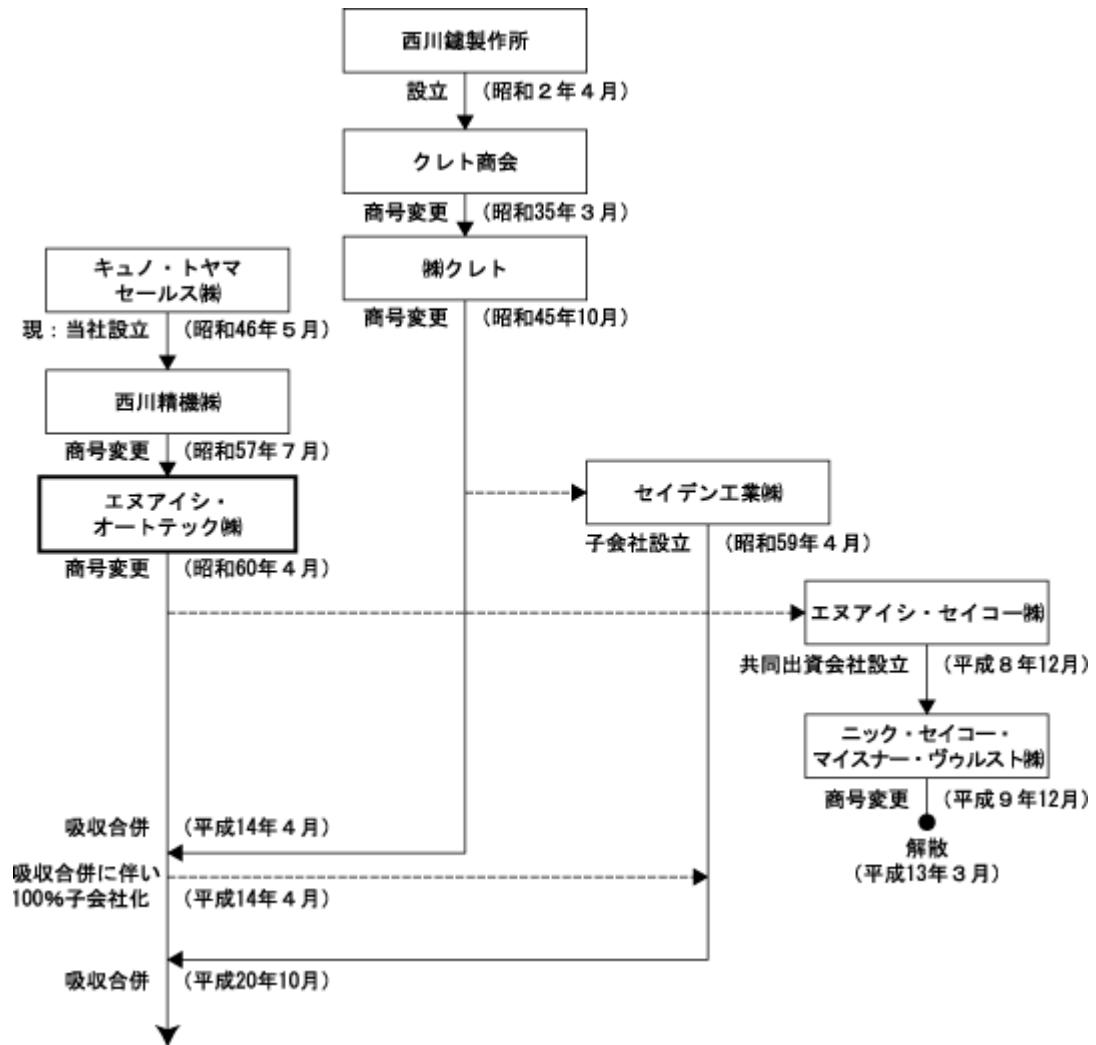 西川鑪製作所
設立 (昭和２年４月)
クレト商会
商号変更 (昭和35年３月)
㈱クレト
商号変更 (昭和45年10月)
キュノ・トヤマ
セールス㈱
現：当社設立 (昭和46年５月)
西川精機㈱
商号変更 (昭和57年７月)
エヌアイシ・
オートテック㈱
商号変更 (昭和60年４月)
セイデン工業㈱
子会社設立 (昭和59年４月)
エヌアイシ・セイコー㈱
共同出資会社設立 (平成８年12月)
ニック・セイコー・
マイスナー・ヴゥルスト㈱
商号変更 (平成９年12月)
解散
(平成13年３月)
吸収合併 (平成14年４月)
吸収合併に伴い
100%子会社化 (平成14年４月)
吸収合併 (平成20年10月)